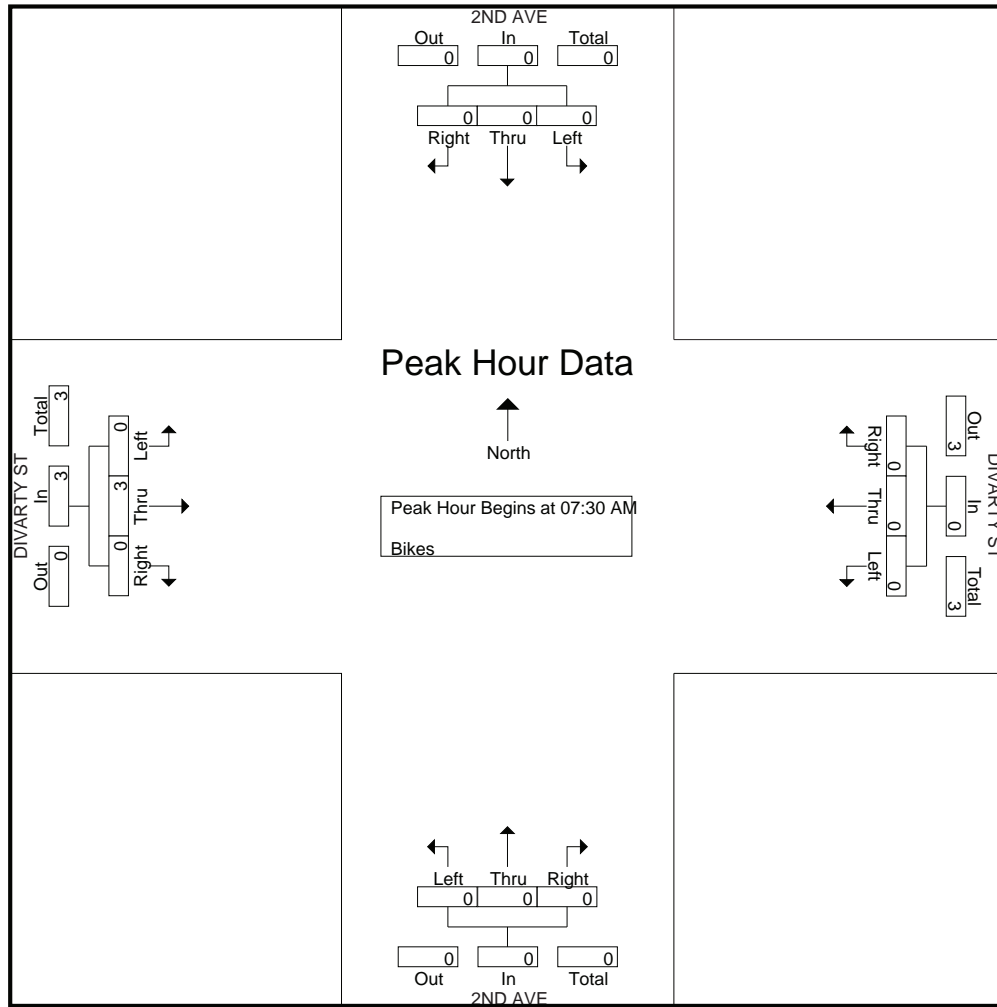 2ND AVE
Out In Total
0 0 0
0 0 0
Right Thru Left
Peak Hour Data
North
Peak Hour Begins at 07:30 AM
Bikes
DIVARTY ST
Total In Out
3 3 0
0 3 0
Left Thru Right
Right Thru Left
0 0 0
3 0 3
Out In Total
DIVARTY ST
Left Thru Right
0 0 0
0 0 0
Out In Total
2ND AVE